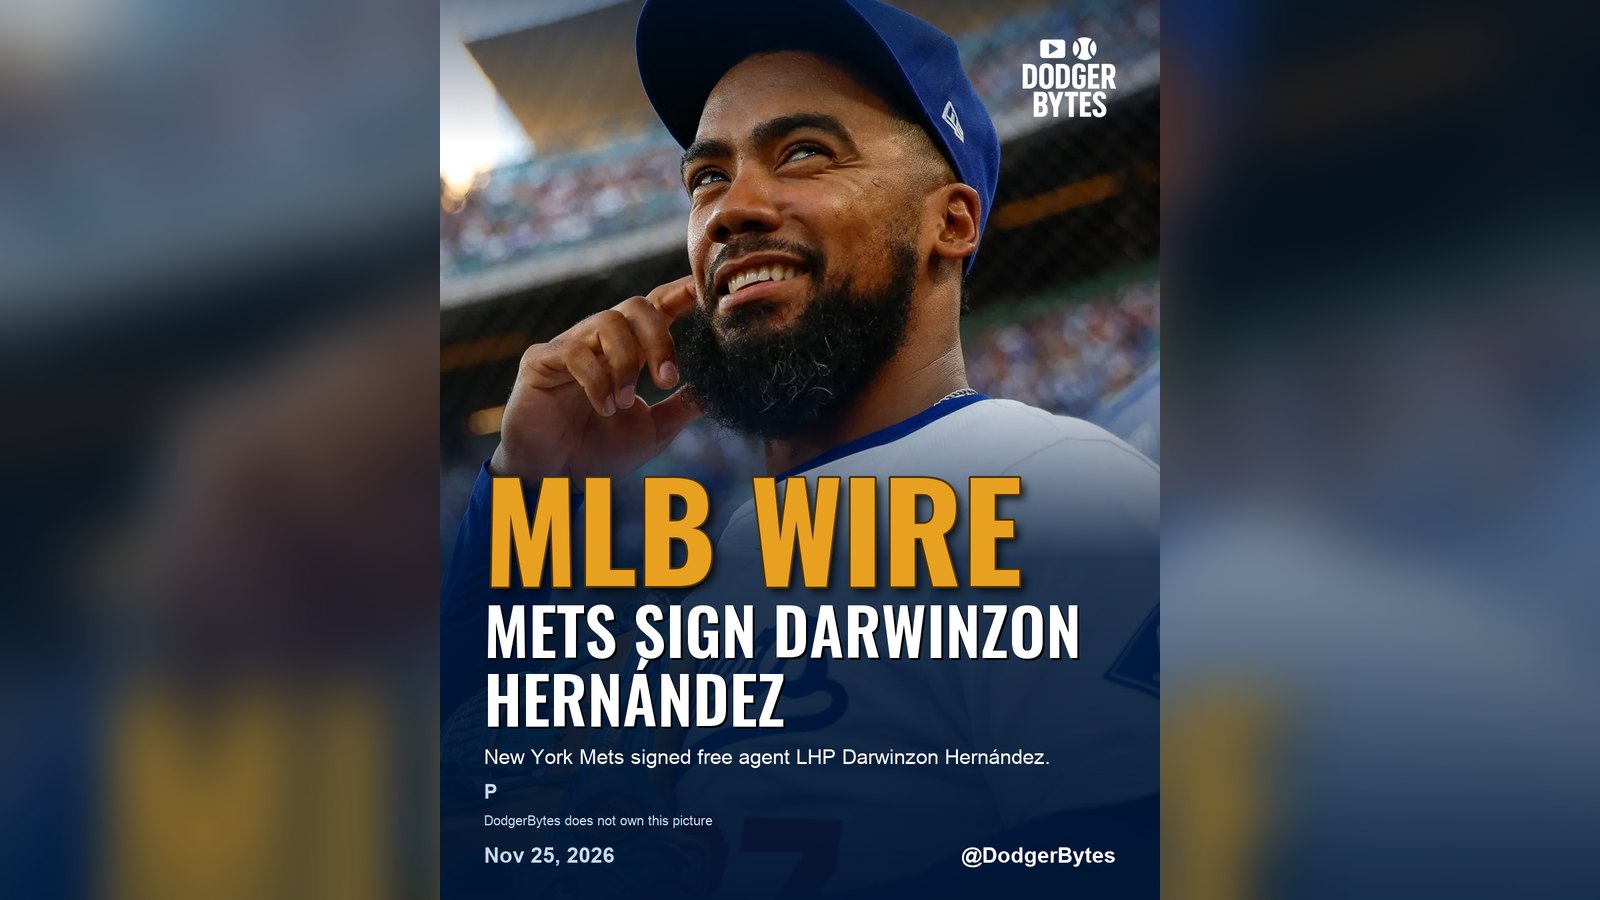 DODGER
BYTES
MLB WIRE
METS SIGN DARWINZON
HERNÁNDEZ
New York Mets signed free agent LHP Darwinzon Hernández.
P
DodgerBytes does not own this picture
Nov 25, 2026
@DodgerBytes